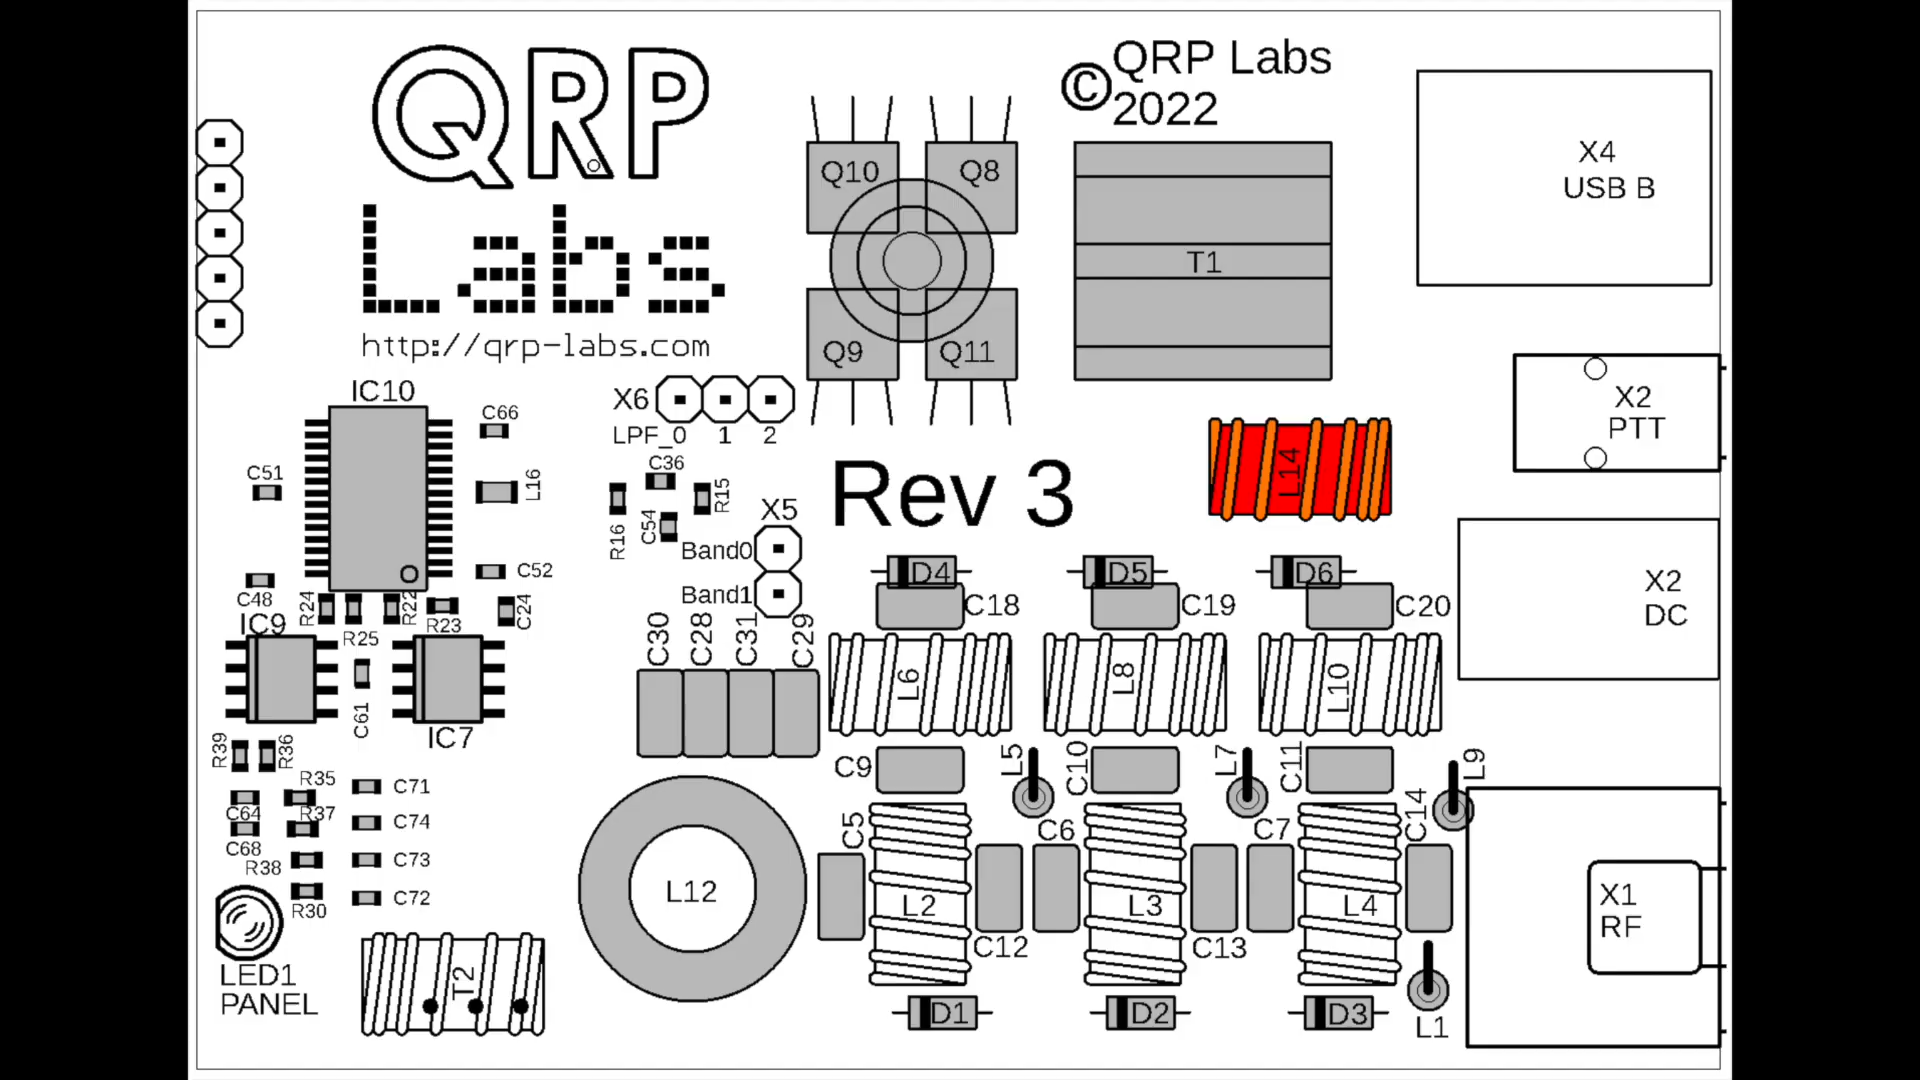 QRP
Labs
http://qrp-labs.com
© QRP Labs
2022
Q10
Q8
Q9
Q11
T1
X4
USB B
X2
PTT
X2
DC
X1
RF
IC10
C66
C51
L16
C52
C48
R24
R25
R22
R23
C24
IC9
IC7
C61
R39
R36
R35
C71
C64
R37
C74
C68
R38
C73
R30
C72
LED1
PANEL
T2
X6
LPF_0 1 2
C36
R16
C54
R15
X5
Band0
Band1
Rev 3
L14
D4
D5
D6
C18
C19
C20
C30
C28
C31
C29
L6
L8
L10
C9
L5
C10
L7
C11
L9
C5
C6
C7
C14
L12
L2
L3
L4
C12
C13
D1
D2
D3
L1